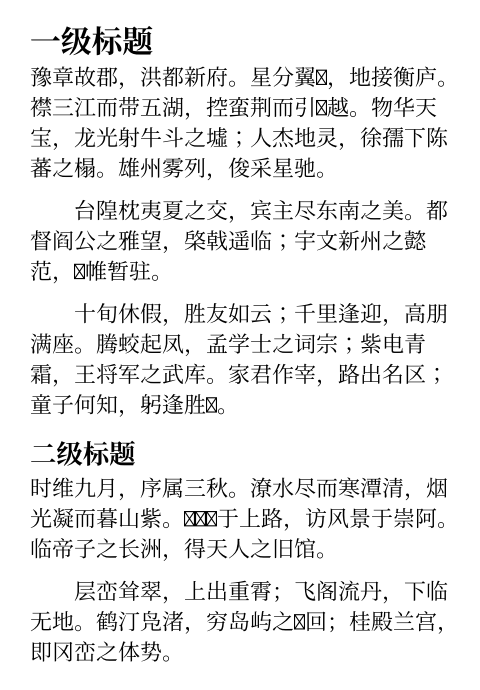 一级标题
豫章故郡，洪都新府。星分翼，地接衡庐。
襟三江而带五湖，控蛮荆而引越。物华天
宝，龙光射牛斗之墟；人杰地灵，徐孺下陈
蕃之榻。雄州雾列，俊采星驰。
台隍枕夷夏之交，宾主尽东南之美。都
督阎公之雅望，棨戟遥临；宇文新州之懿
范，帷暂驻。
十旬休假，胜友如云；千里逢迎，高朋
满座。腾蛟起凤，孟学士之词宗；紫电青
霜，王将军之武库。家君作宰，路出名区；
童子何知，躬逢胜。
二级标题
时维九月，序属三秋。潦水尽而寒潭清，烟
光凝而暮山紫。于上路，访风景于崇阿。
临帝子之长洲，得天人之旧馆。
层峦耸翠，上出重霄；飞阁流丹，下临
无地。鹤汀凫渚，穷岛屿之回；桂殿兰宫，
即冈峦之体势。